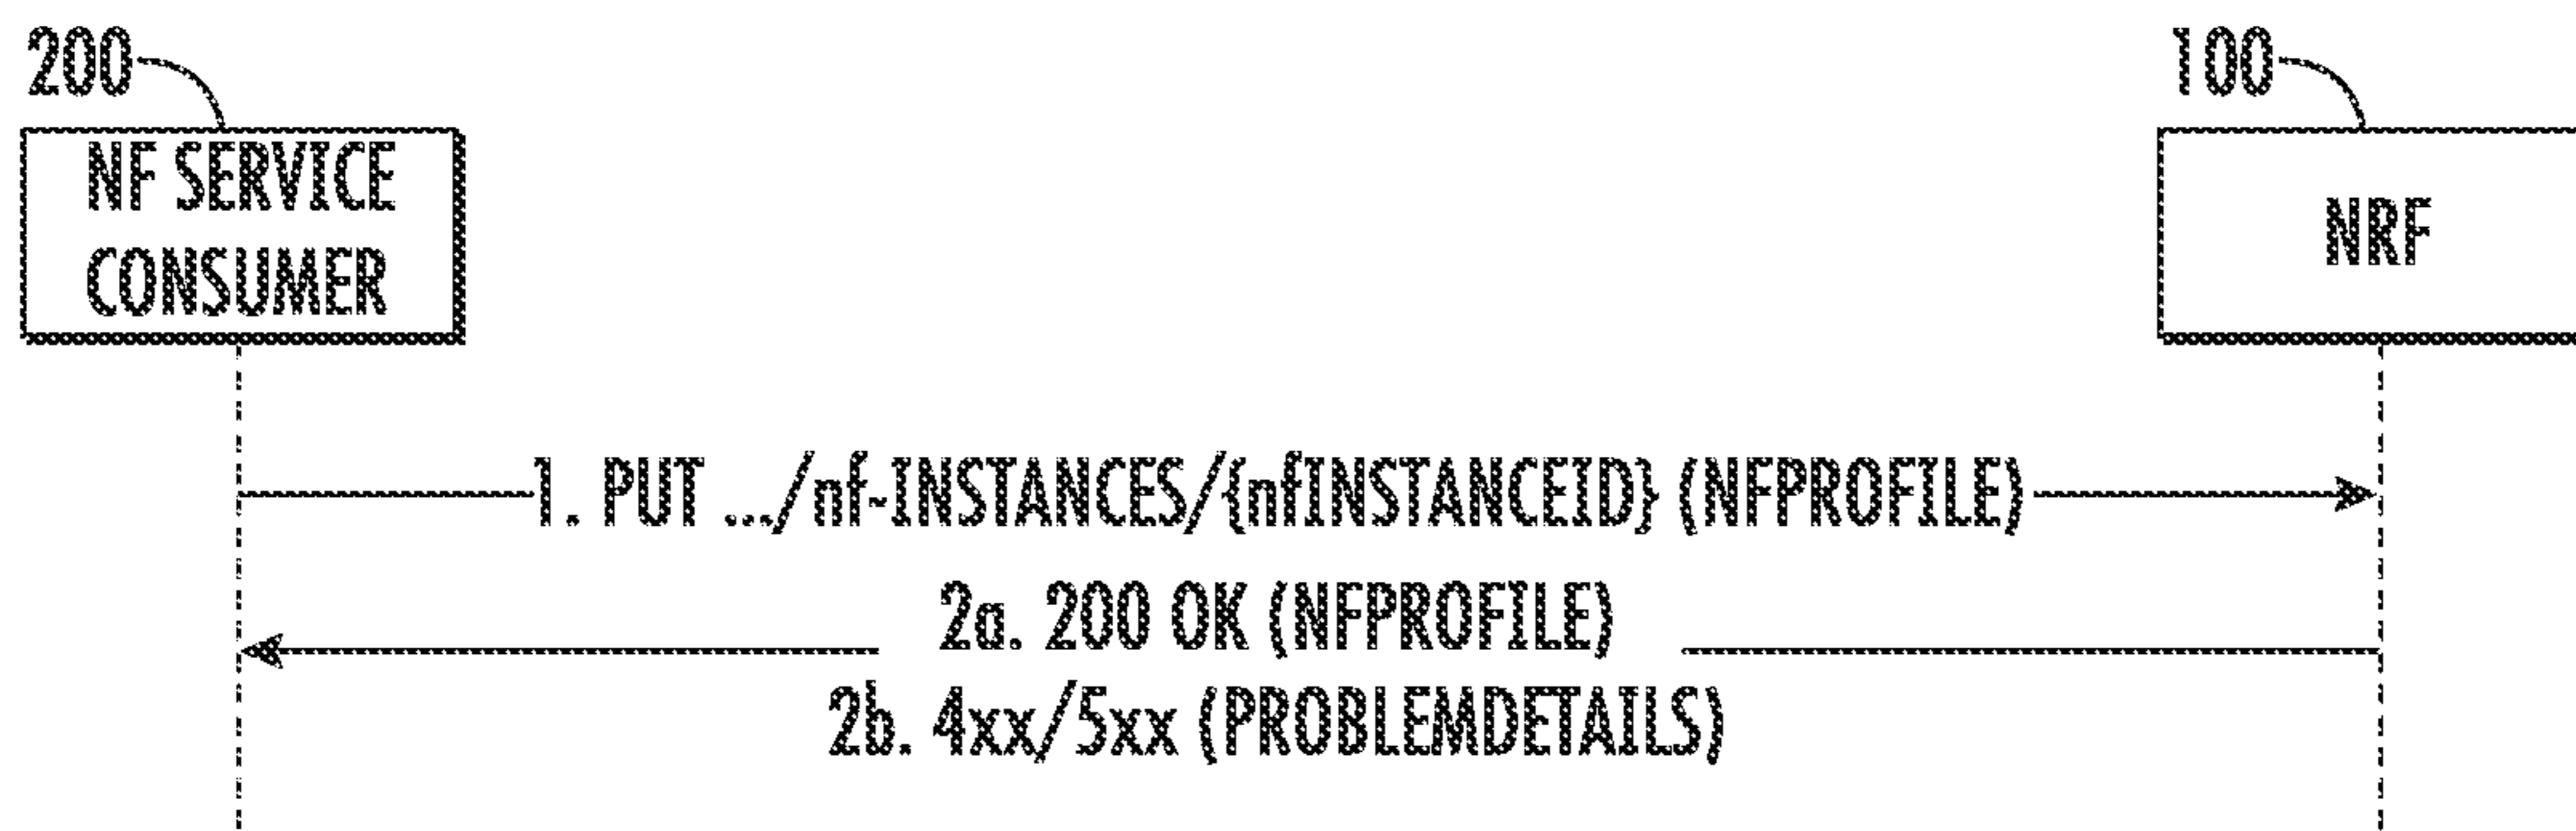 200
100
NF SERVICE
CONSUMER
NRF
1. PUT .../nf-INSTANCES/{nfINSTANCEID} (NFPROFILE)
2a. 200 OK (NFPROFILE)
2b. 4xx/5xx (PROBLEMDETAILS)